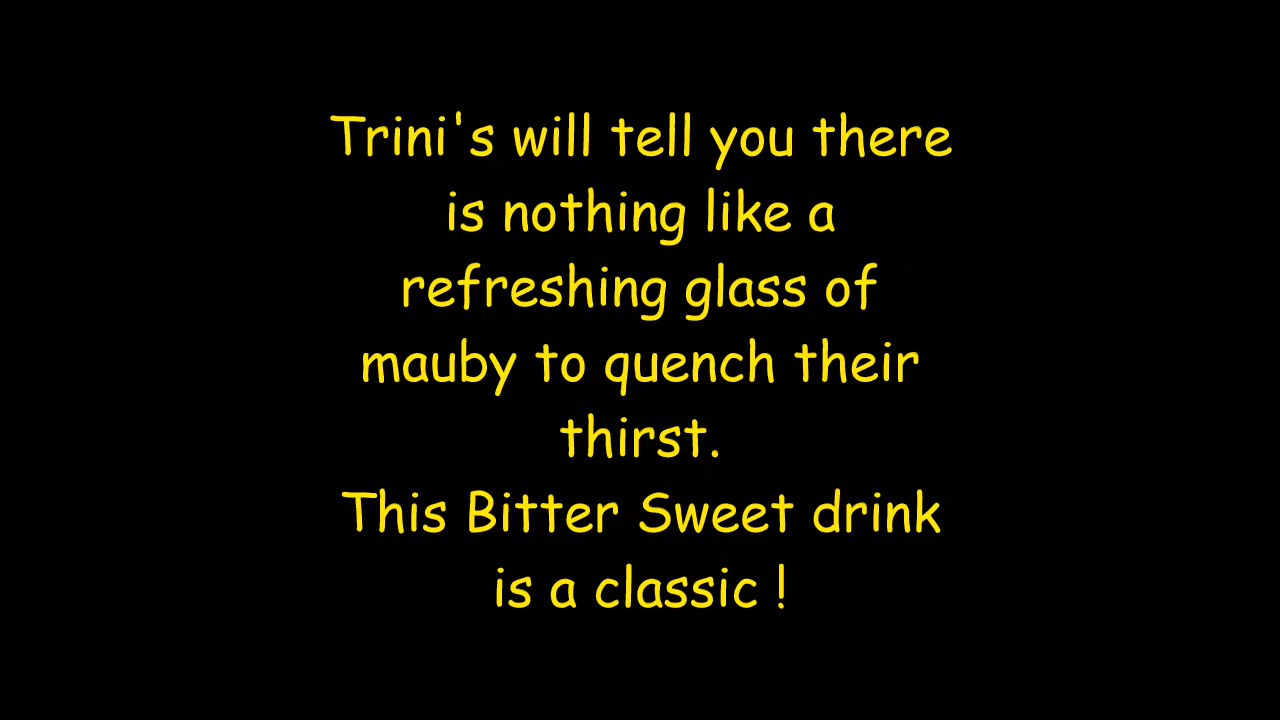 Trini's will tell you there
is nothing like a
refreshing glass of
mauby to quench their
thirst.
This Bitter Sweet drink
is a classic !